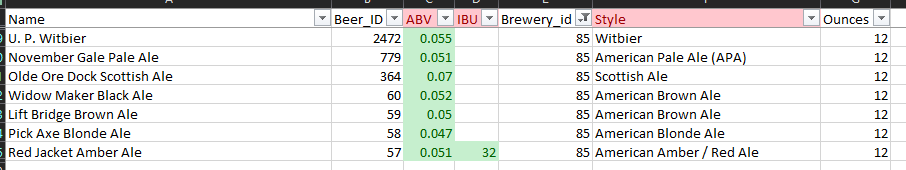 Name Beer_ID ABV IBU Brewery_id Style Ounces
U. P. Witbier 2472 0.055 85 Witbier 12
November Gale Pale Ale 779 0.051 85 American Pale Ale (APA) 12
Olde Ore Dock Scottish Ale 364 0.07 85 Scottish Ale 12
Widow Maker Black Ale 60 0.052 85 American Brown Ale 12
Lift Bridge Brown Ale 59 0.05 85 American Brown Ale 12
Pick Axe Blonde Ale 58 0.047 85 American Blonde Ale 12
Red Jacket Amber Ale 57 0.051 32 85 American Amber / Red Ale 12